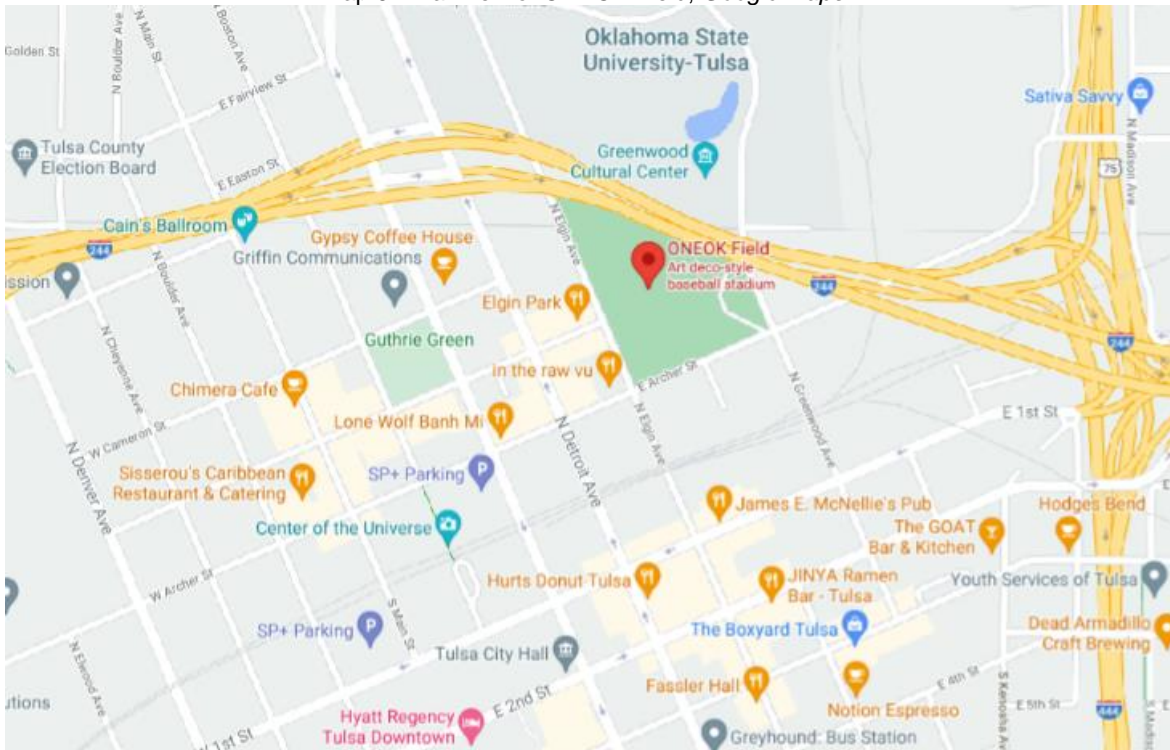 Golden St
N Boulder Ave
N Main St
N Boston Ave
E Fairview St
Oklahoma State
University-Tulsa
Sativa Savvy
N Madison Ave
75
Tulsa County
Election Board
Greenwood
Cultural Center
E Easton St
Cain's Ballroom
244
Gypsy Coffee House
Griffin Communications
N Elgin Ave
ONEOK Field
Art deco-style
baseball stadium
244
ission
N Boulder Ave
Elgin Park
244
N Cheyenne Ave
Guthrie Green
in the raw vu
E Archer St
N Greenwood Ave
Chimera Cafe
Lone Wolf Banh Mi
N Detroit Ave
N Elgin Ave
E 1st St
W Cameron St
N Denver Ave
Sisserou's Caribbean
Restaurant & Catering
SP+ Parking
P
James E. McNellie's Pub
Hodges Bend
The GOAT
Bar & Kitchen
Center of the Universe
W Archer St
Hurts Donut Tulsa
JINYA Ramen
Bar - Tulsa
Youth Services of Tulsa
S Main St
SP+ Parking
P
The Boxyard Tulsa
Dead Armadillo
Craft Brewing
Tulsa City Hall
N Elwood Ave
Fassler Hall
E 4th St
S Kenosha Av
utions
E 2nd St
Notion Espresso
E 5th St
444
E
Hyatt Regency
Tulsa Downtown
W 1st St
Greyhound: Bus Station